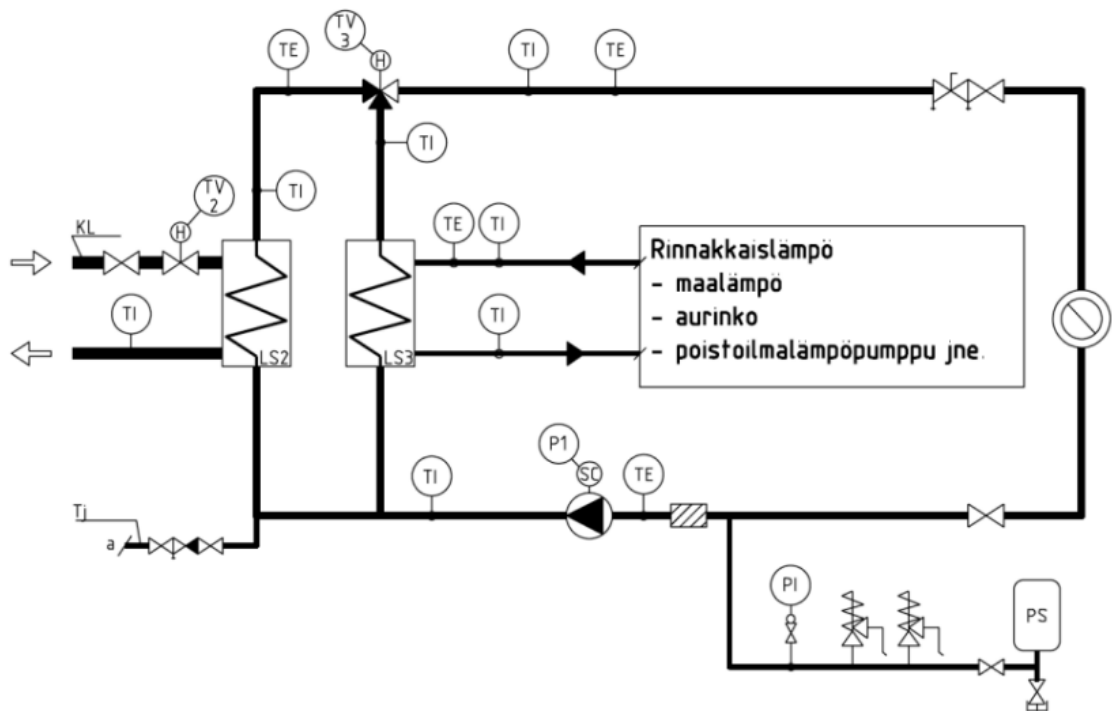 TV
3
TE
TI
TE
TI
H
TV
2
TI
KL
H
TE
TI
Rinnakkaislämpö
- maalämpö
- aurinko
- poistoilmalämpöpumppu jne.
TI
TI
LS2
LS3
P1
SC
TI
TE
Tj
a
PI
PS